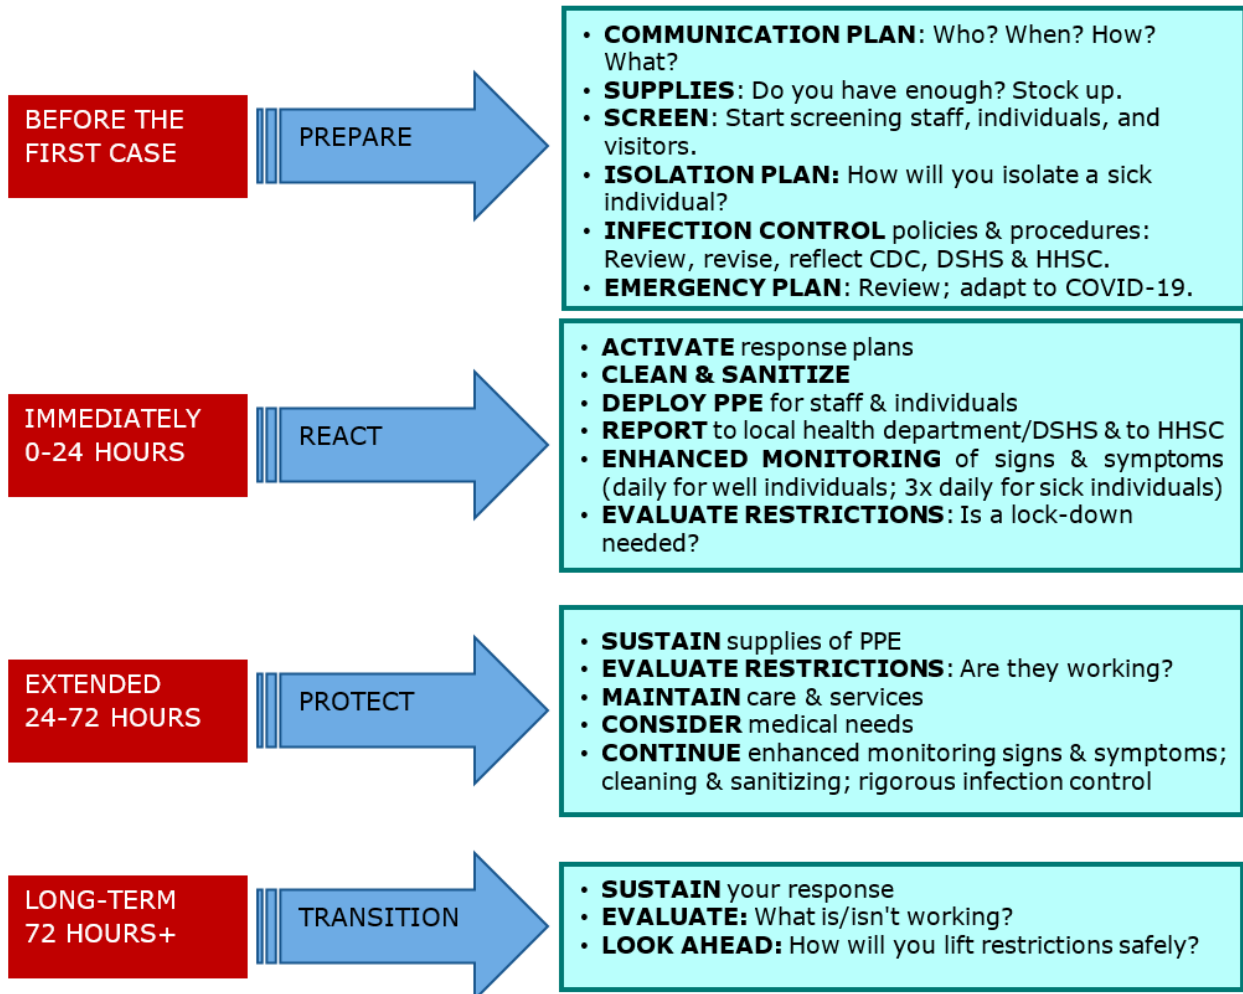 BEFORE THE
FIRST CASE
PREPARE
• COMMUNICATION PLAN: Who? When? How?
What?
• SUPPLIES: Do you have enough? Stock up.
• SCREEN: Start screening staff, individuals, and
visitors.
• ISOLATION PLAN: How will you isolate a sick
individual?
• INFECTION CONTROL policies & procedures:
Review, revise, reflect CDC, DSHS & HHSC.
• EMERGENCY PLAN: Review; adapt to COVID-19.
IMMEDIATELY
0-24 HOURS
REACT
• ACTIVATE response plans
• CLEAN & SANITIZE
• DEPLOY PPE for staff & individuals
• REPORT to local health department/DSHS & to HHSC
• ENHANCED MONITORING of signs & symptoms
(daily for well individuals; 3x daily for sick individuals)
• EVALUATE RESTRICTIONS: Is a lock-down
needed?
EXTENDED
24-72 HOURS
PROTECT
• SUSTAIN supplies of PPE
• EVALUATE RESTRICTIONS: Are they working?
• MAINTAIN care & services
• CONSIDER medical needs
• CONTINUE enhanced monitoring signs & symptoms;
cleaning & sanitizing; rigorous infection control
LONG-TERM
72 HOURS+
TRANSITION
• SUSTAIN your response
• EVALUATE: What is/isn't working?
• LOOK AHEAD: How will you lift restrictions safely?